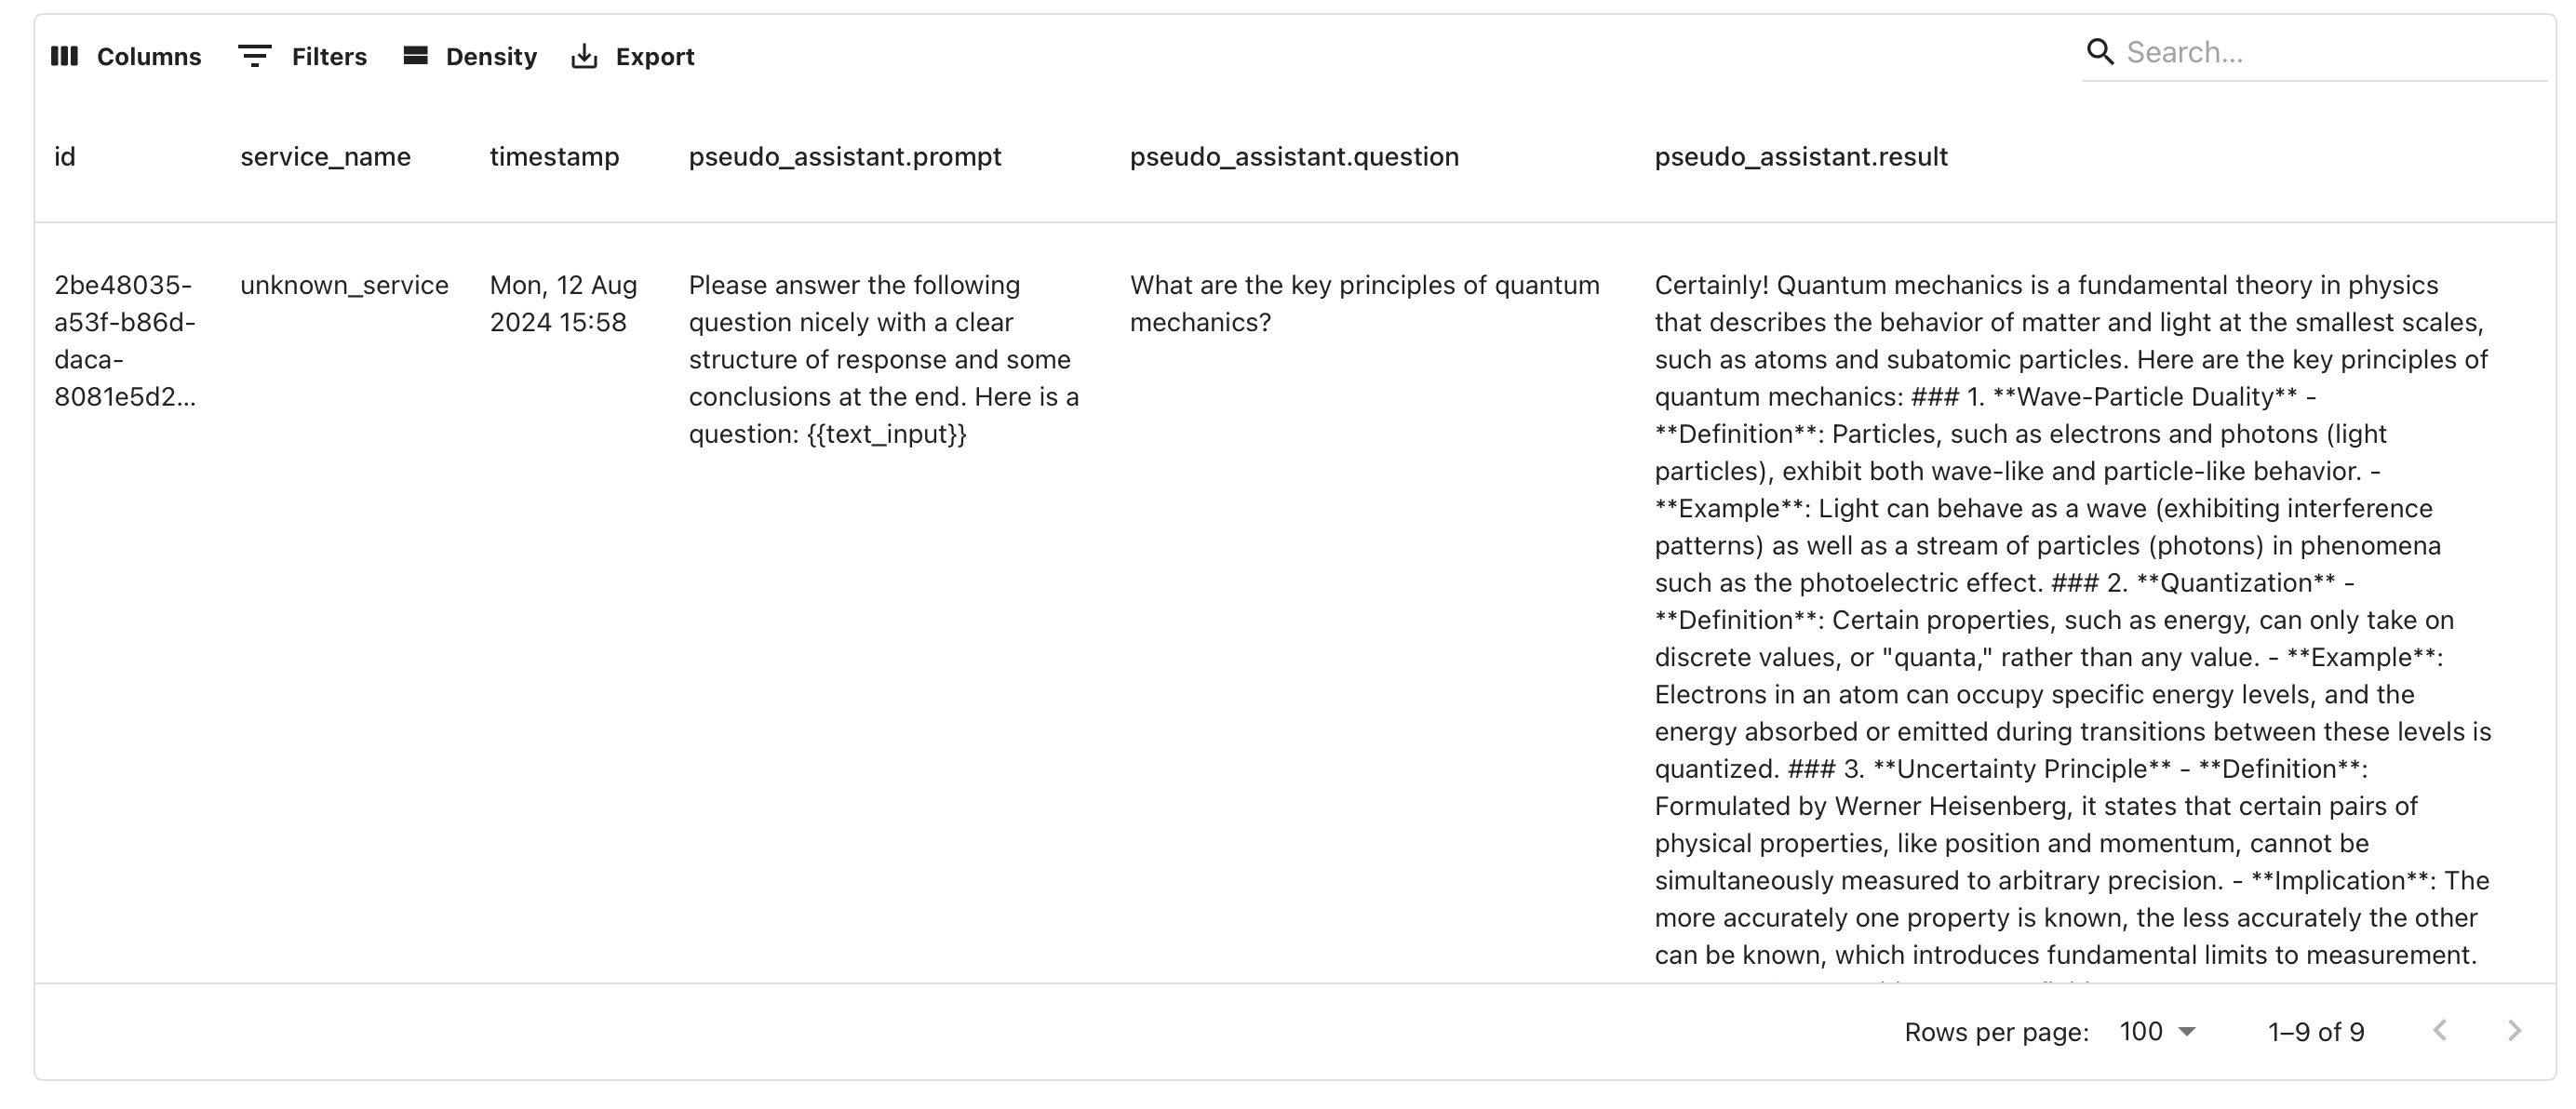 Columns Filters Density Export Search...
id service_name timestamp pseudo_assistant.prompt pseudo_assistant.question pseudo_assistant.result
2be48035-
a53f-b86d-
daca-
8081e5d2...
unknown_service
Mon, 12 Aug
2024 15:58
Please answer the following
question nicely with a clear
structure of response and some
conclusions at the end. Here is a
question: {{text_input}}
What are the key principles of quantum
mechanics?
Certainly! Quantum mechanics is a fundamental theory in physics
that describes the behavior of matter and light at the smallest scales,
such as atoms and subatomic particles. Here are the key principles of
quantum mechanics: ### 1. **Wave-Particle Duality** -
**Definition**: Particles, such as electrons and photons (light
particles), exhibit both wave-like and particle-like behavior. -
**Example**: Light can behave as a wave (exhibiting interference
patterns) as well as a stream of particles (photons) in phenomena
such as the photoelectric effect. ### 2. **Quantization** -
**Definition**: Certain properties, such as energy, can only take on
discrete values, or "quanta," rather than any value. - **Example**:
Electrons in an atom can occupy specific energy levels, and the
energy absorbed or emitted during transitions between these levels is
quantized. ### 3. **Uncertainty Principle** - **Definition**:
Formulated by Werner Heisenberg, it states that certain pairs of
physical properties, like position and momentum, cannot be
simultaneously measured to arbitrary precision. - **Implication**: The
more accurately one property is known, the less accurately the other
can be known, which introduces fundamental limits to measurement.
Rows per page: 100 1–9 of 9